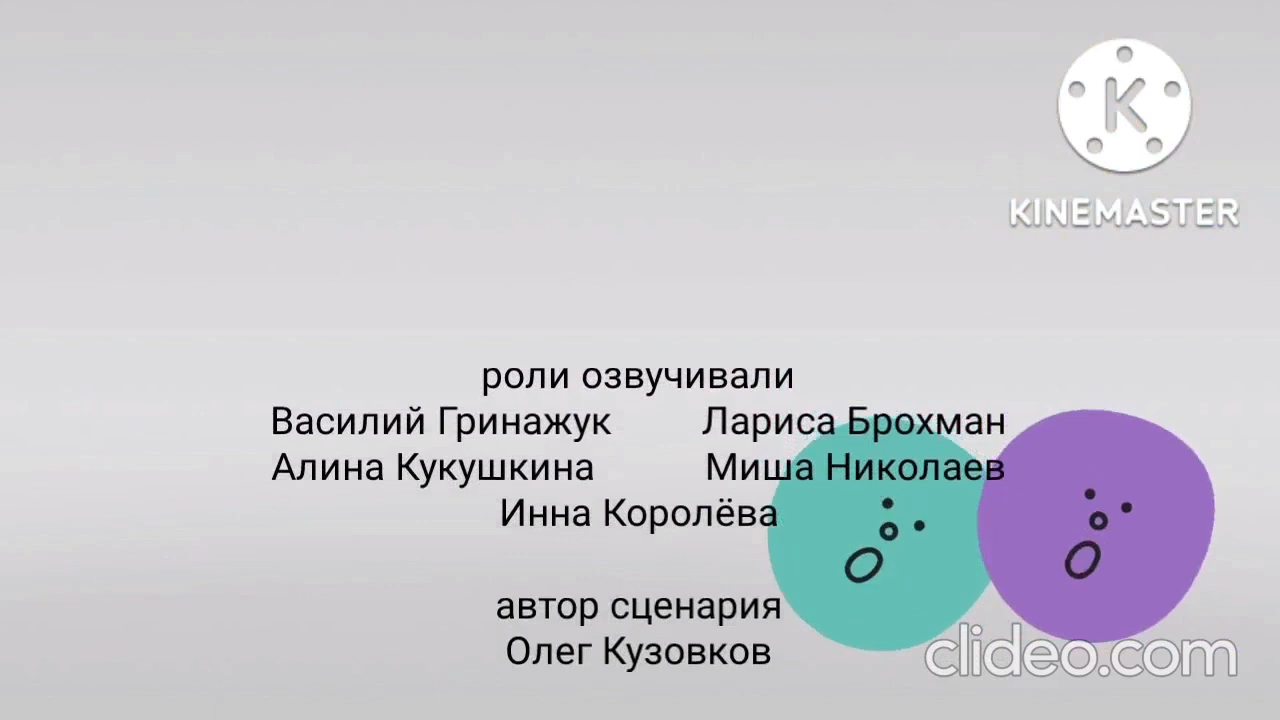 K
KINEMASTER
роли озвучивали
Василий Гринажук Лариса Брохман
Алина Кукушкина Миша Николаев
Инна Королёва
автор сценария
Олег Кузовков
clideo.com